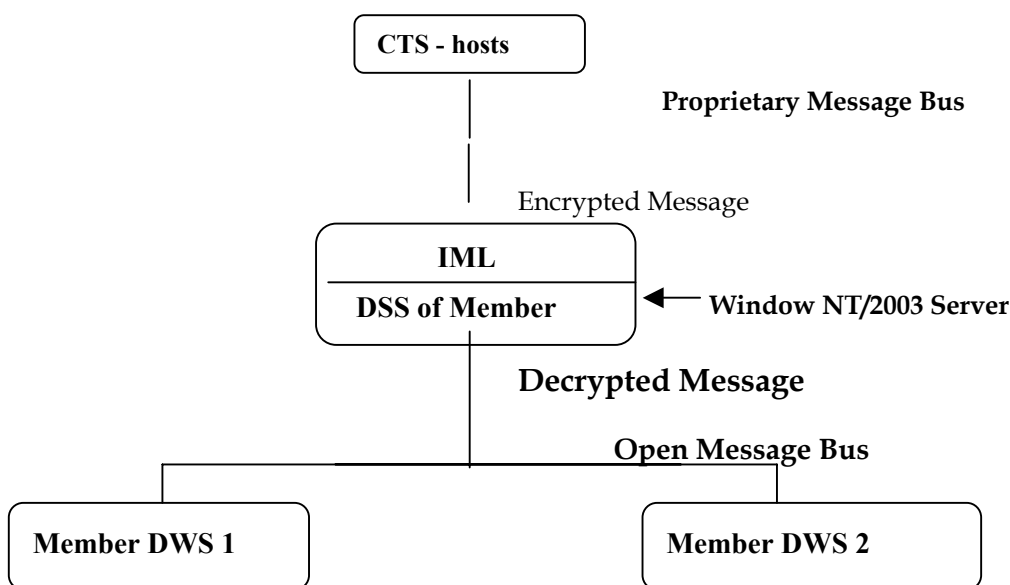 CTS - hosts
Proprietary Message Bus
Encrypted Message
IML
DSS of Member
Window NT/2003 Server
Decrypted Message
Open Message Bus
Member DWS 1
Member DWS 2